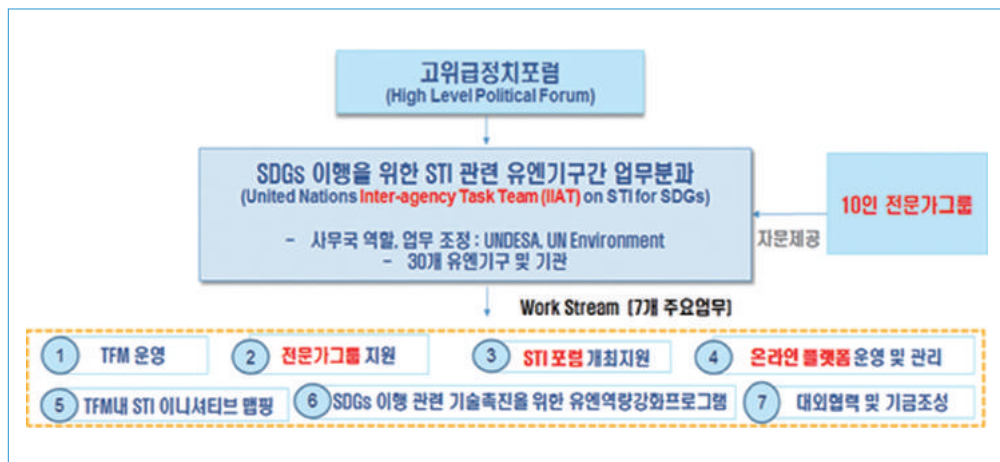 고위급정치포럼
(High Level Political Forum)
SDGs 이행을 위한 STI 관련 유엔기구간 업무분과
(United Nations Inter-agency Task Team (IIAT) on STI for SDGs)
- 사무국 역할, 업무 조정 : UNDESA, UN Environment
- 30개 유엔기구 및 기관
10인 전문가그룹
자문제공
Work Stream (7개 주요업무)
1 TFM 운영
2 전문가그룹 지원
3 STI 포럼 개최지원
4 온라인 플랫폼 운영 및 관리
5 TFM내 STI 이니셔티브 맵핑
6 SDGs 이행 관련 기술촉진을 위한 유엔역량강화프로그램
7 대외협력 및 기금조성